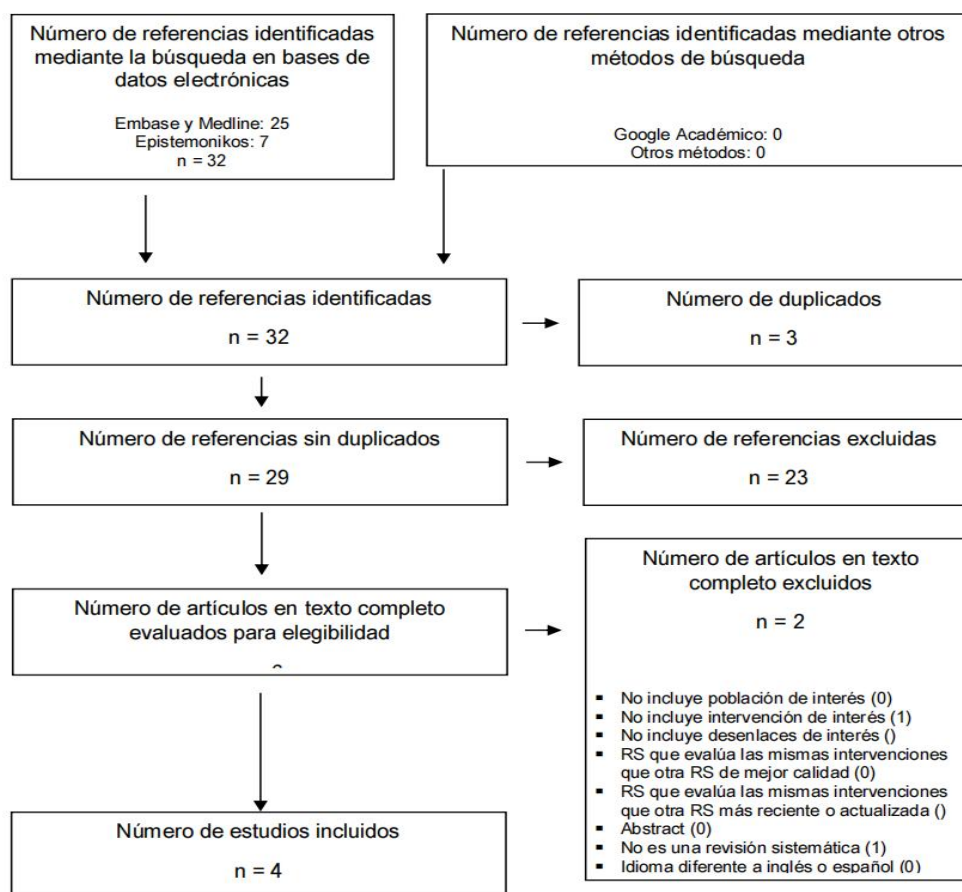 Número de referencias identificadas
mediante la búsqueda en bases de
datos electrónicas
Embase y Medline: 25
Epistemonikos: 7
n = 32
Número de referencias identificadas mediante otros
métodos de búsqueda
Google Académico: 0
Otros métodos: 0
Número de referencias identificadas
n = 32
Número de duplicados
n = 3
Número de referencias sin duplicados
n = 29
Número de referencias excluidas
n = 23
Número de artículos en texto completo
evaluados para elegibilidad
Número de artículos en texto
completo excluidos
n = 2
▪ No incluye población de interés (0)
▪ No incluye intervención de interés (1)
▪ No incluye desenlaces de interés ()
▪ RS que evalúa las mismas intervenciones
que otra RS de mejor calidad (0)
▪ RS que evalúa las mismas intervenciones
que otra RS más reciente o actualizada ()
▪ Abstract (0)
▪ No es una revisión sistemática (1)
▪ Idioma diferente a inglés o español (0)
Número de estudios incluidos
n = 4